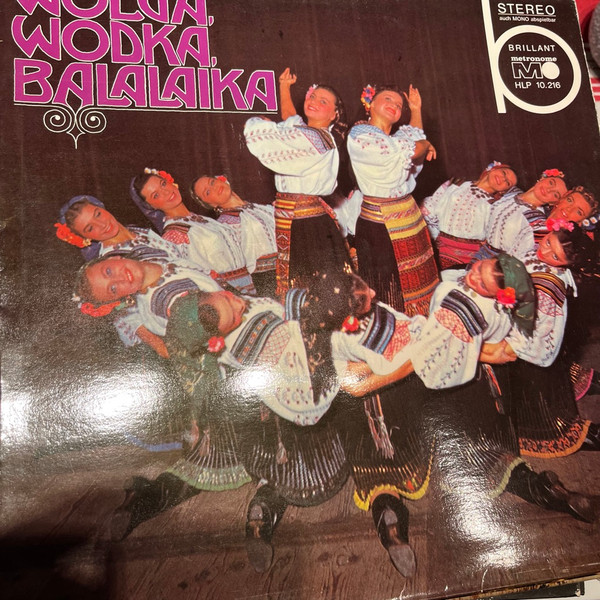 WOLGA,
WODKA,
BALALAIKA
STEREO
auch MONO abspielbar
BRILLANT
metronome
MO
HLP 10.216